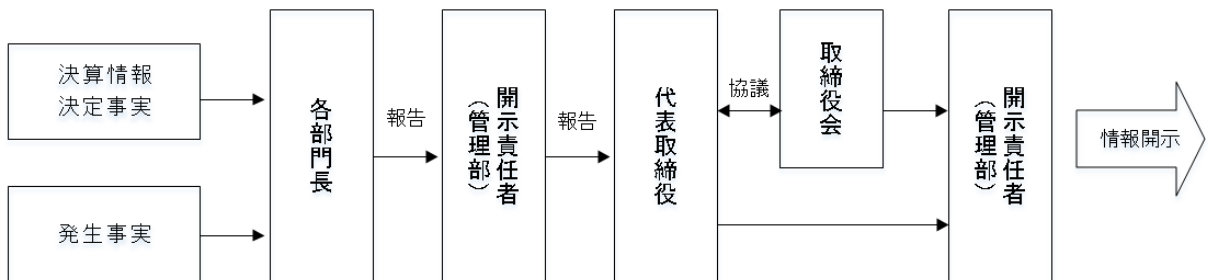 決算情報
決定事実
発生事実
各部門長
報告
開示責任者
（管理部）
報告
代表取締役
協議
取締役会
開示責任者
（管理部）
情報開示